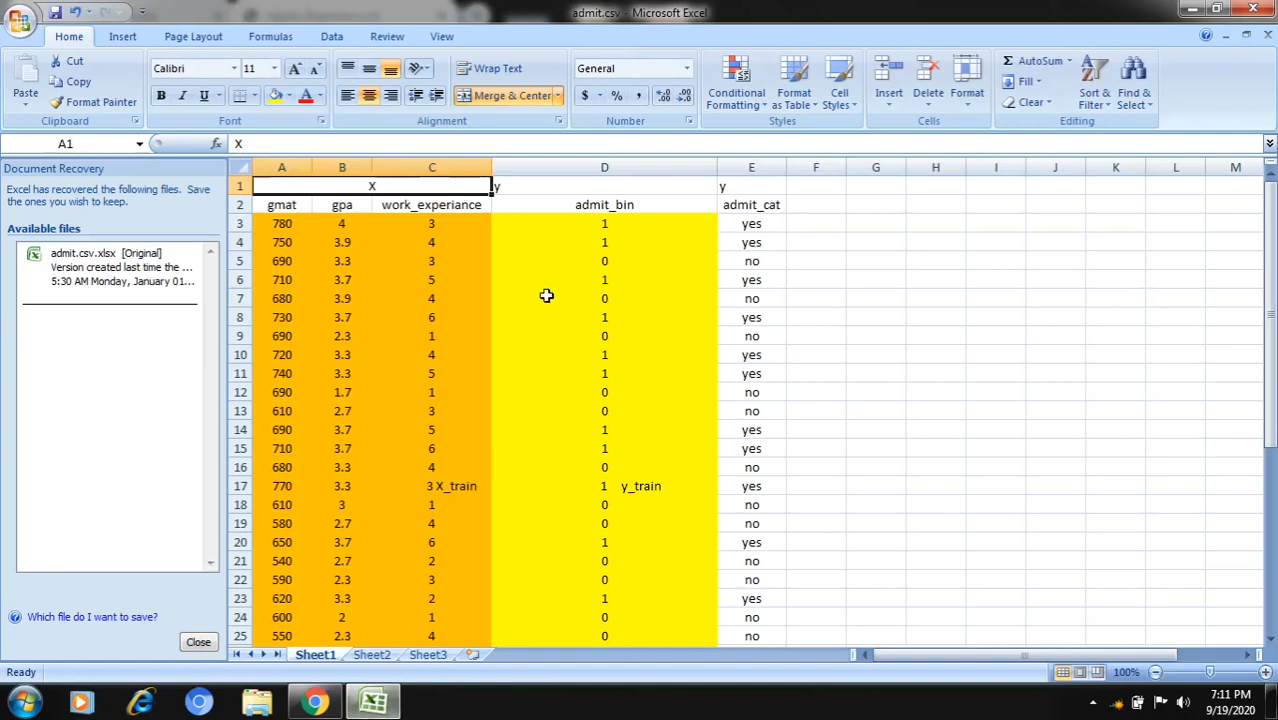 admit.csv - Microsoft Excel
Home Insert Page Layout Formulas Data Review View
Paste
Cut
Copy
Format Painter
Clipboard
Calibri 11
B I U
Font
Wrap Text
Merge & Center
Alignment
General
$ % ,
Number
Conditional Formatting
Format as Table
Cell Styles
Styles
Insert
Delete
Format
Cells
AutoSum
Fill
Clear
Sort & Filter
Find & Select
Editing
A1 fx X
Document Recovery
Excel has recovered the following files. Save
the ones you wish to keep.
Available files
admit.csv.xlsx [Original]
Version created last time the ...
5:30 AM Monday, January 01...
Which file do I want to save?
Close
A B C D E F G H I J K L M
1 X y y
2 gmat gpa work_experiance admit_bin admit_cat
3 780 4 3 1 yes
4 750 3.9 4 1 yes
5 690 3.3 3 0 no
6 710 3.7 5 1 yes
7 680 3.9 4 0 no
8 730 3.7 6 1 yes
9 690 2.3 1 0 no
10 720 3.3 4 1 yes
11 740 3.3 5 1 yes
12 690 1.7 1 0 no
13 610 2.7 3 0 no
14 690 3.7 5 1 yes
15 710 3.7 6 1 yes
16 680 3.3 4 0 no
17 770 3.3 3 X_train 1 y_train yes
18 610 3 1 0 no
19 580 2.7 4 0 no
20 650 3.7 6 1 yes
21 540 2.7 2 0 no
22 590 2.3 3 0 no
23 620 3.3 2 1 yes
24 600 2 1 0 no
25 550 2.3 4 0 no
Sheet1 Sheet2 Sheet3
Ready
100%
7:11 PM
9/19/2020